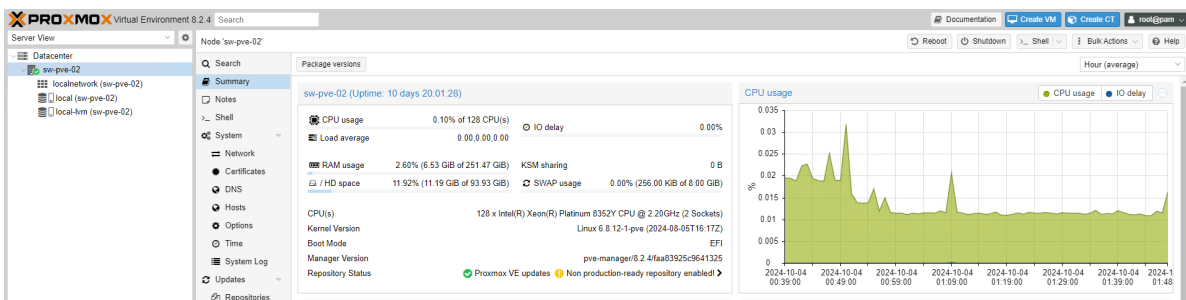 PROXMOX Virtual Environment 8.2.4 Search Documentation Create VM Create CT root@pam
Server View Node 'sw-pve-02' Reboot Shutdown >_ Shell Bulk Actions Help
Datacenter
sw-pve-02
localnetwork (sw-pve-02)
local (sw-pve-02)
local-lvm (sw-pve-02)
Search
Summary
Notes
>_ Shell
System
Network
Certificates
DNS
Hosts
Options
Time
System Log
Updates
Repositories
Package versions Hour (average)
sw-pve-02 (Uptime: 10 days 20:01:28)
CPU usage 0.10% of 128 CPU(s) IO delay 0.00%
Load average 0.00,0.00,0.00
RAM usage 2.60% (6.53 GiB of 251.47 GiB) KSM sharing 0 B
/ HD space 11.92% (11.19 GiB of 93.93 GiB) SWAP usage 0.00% (256.00 KiB of 8.00 GiB)
CPU(s) 128 x Intel(R) Xeon(R) Platinum 8352Y CPU @ 2.20GHz (2 Sockets)
Kernel Version Linux 6.8.12-1-pve (2024-08-05T16:17Z)
Boot Mode EFI
Manager Version pve-manager/8.2.4/faa83925c9641325
Repository Status Proxmox VE updates Non production-ready repository enabled!
CPU usage CPU usage IO delay
0.035
0.03
0.025
0.02
%
0.015
0.01
0.005
0
2024-10-04 2024-10-04 2024-10-04 2024-10-04 2024-10-04 2024-10-04 2024-10-04 2024-1
00:39:00 00:49:00 00:59:00 01:09:00 01:19:00 01:29:00 01:39:00 01:48